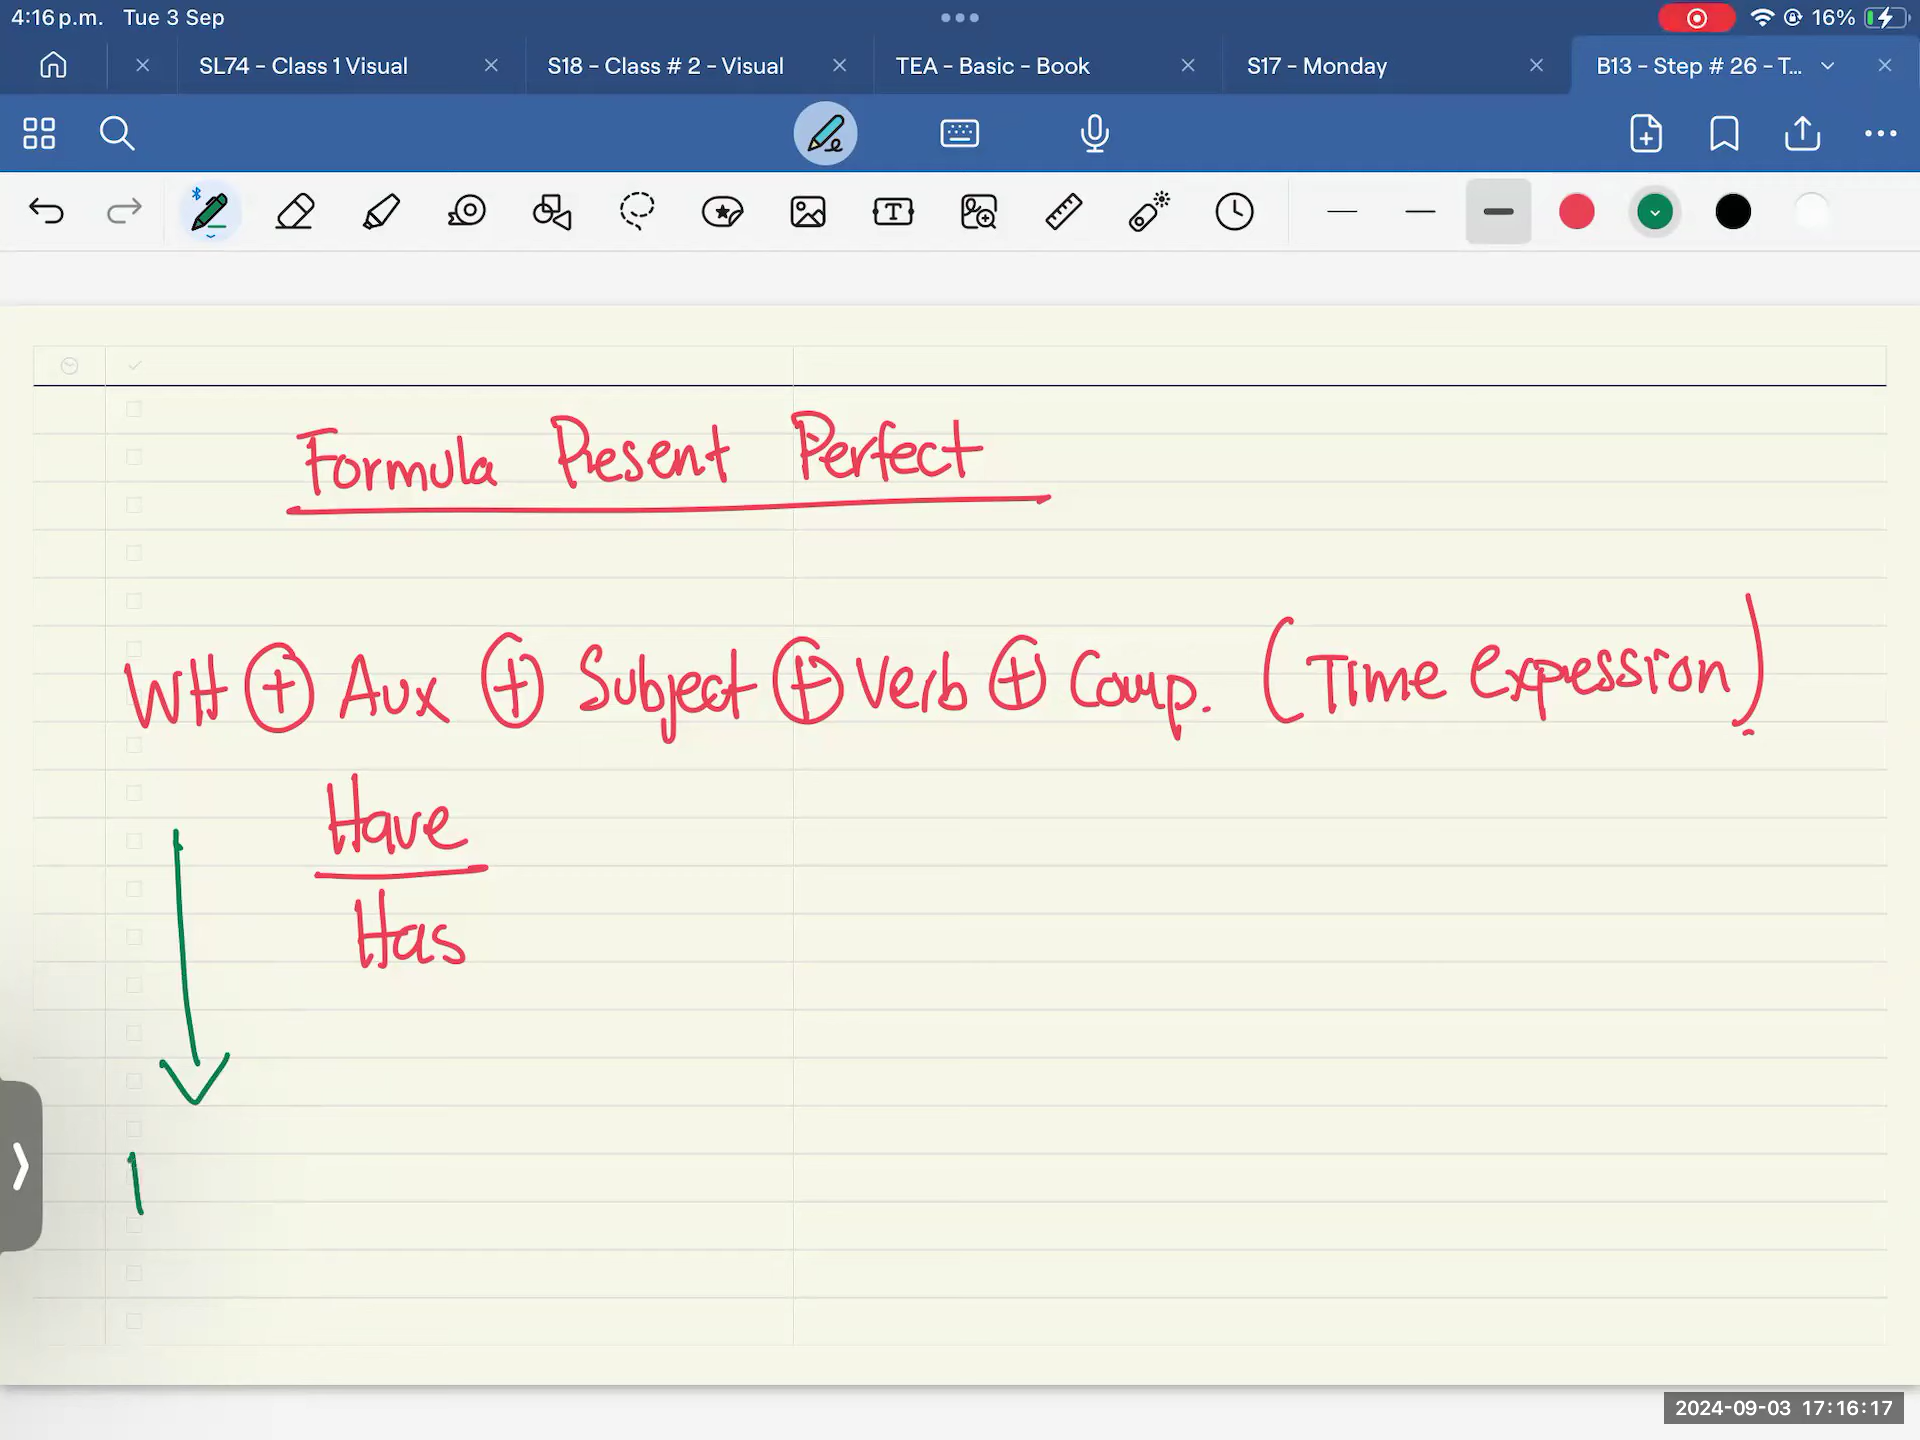 4:16 p.m. Tue 3 Sep
16%
SL74 – Class 1 Visual
S18 – Class # 2 – Visual
TEA – Basic – Book
S17 – Monday
B13 – Step # 26 – T...
Formula Present Perfect
WH + Aux + Subject + Verb + Comp. (Time Expession)
Have
Has
1
2024-09-03 17:16:17